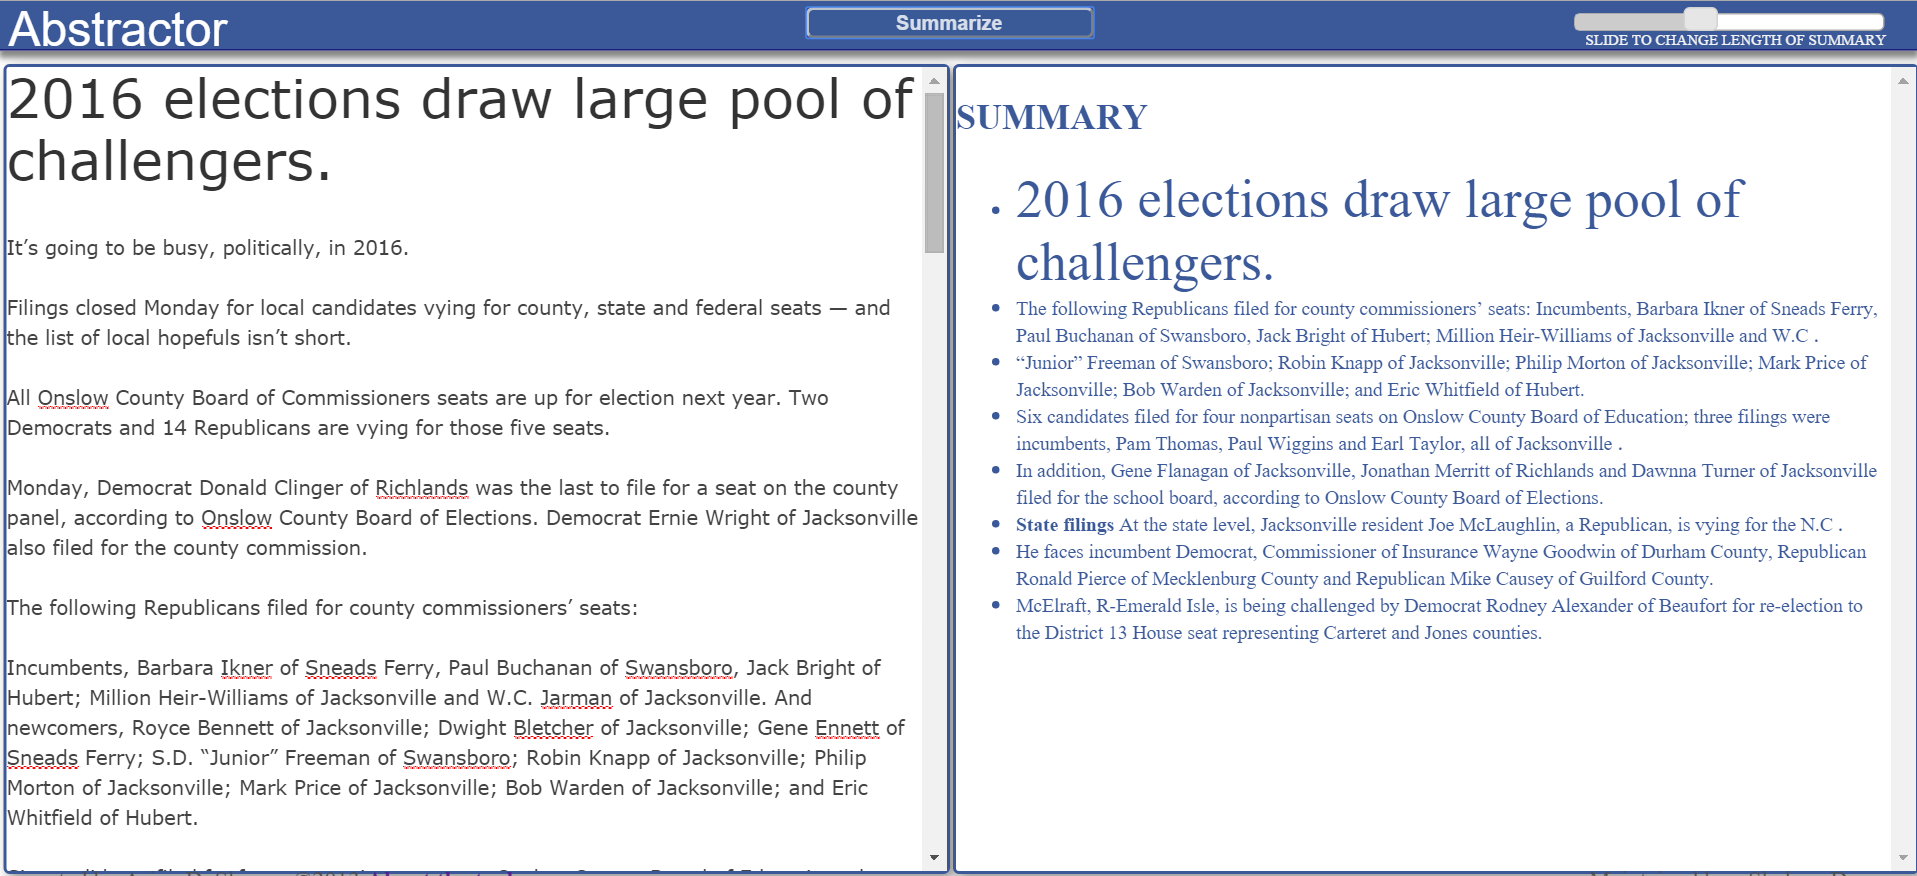 Abstractor
Summarize
SLIDE TO CHANGE LENGTH OF SUMMARY
2016 elections draw large pool of
challengers.
It’s going to be busy, politically, in 2016.
Filings closed Monday for local candidates vying for county, state and federal seats — and
the list of local hopefuls isn’t short.
All Onslow County Board of Commissioners seats are up for election next year. Two
Democrats and 14 Republicans are vying for those five seats.
Monday, Democrat Donald Clinger of Richlands was the last to file for a seat on the county
panel, according to Onslow County Board of Elections. Democrat Ernie Wright of Jacksonville
also filed for the county commission.
The following Republicans filed for county commissioners’ seats:
Incumbents, Barbara Ikner of Sneads Ferry, Paul Buchanan of Swansboro, Jack Bright of
Hubert; Million Heir-Williams of Jacksonville and W.C. Jarman of Jacksonville. And
newcomers, Royce Bennett of Jacksonville; Dwight Bletcher of Jacksonville; Gene Ennett of
Sneads Ferry; S.D. “Junior” Freeman of Swansboro; Robin Knapp of Jacksonville; Philip
Morton of Jacksonville; Mark Price of Jacksonville; Bob Warden of Jacksonville; and Eric
Whitfield of Hubert.
SUMMARY
• 2016 elections draw large pool of
challengers.
• The following Republicans filed for county commissioners’ seats: Incumbents, Barbara Ikner of Sneads Ferry,
Paul Buchanan of Swansboro, Jack Bright of Hubert; Million Heir-Williams of Jacksonville and W.C .
• “Junior” Freeman of Swansboro; Robin Knapp of Jacksonville; Philip Morton of Jacksonville; Mark Price of
Jacksonville; Bob Warden of Jacksonville; and Eric Whitfield of Hubert.
• Six candidates filed for four nonpartisan seats on Onslow County Board of Education; three filings were
incumbents, Pam Thomas, Paul Wiggins and Earl Taylor, all of Jacksonville .
• In addition, Gene Flanagan of Jacksonville, Jonathan Merritt of Richlands and Dawnna Turner of Jacksonville
filed for the school board, according to Onslow County Board of Elections.
• State filings At the state level, Jacksonville resident Joe McLaughlin, a Republican, is vying for the N.C .
• He faces incumbent Democrat, Commissioner of Insurance Wayne Goodwin of Durham County, Republican
Ronald Pierce of Mecklenburg County and Republican Mike Causey of Guilford County.
• McElraft, R-Emerald Isle, is being challenged by Democrat Rodney Alexander of Beaufort for re-election to
the District 13 House seat representing Carteret and Jones counties.